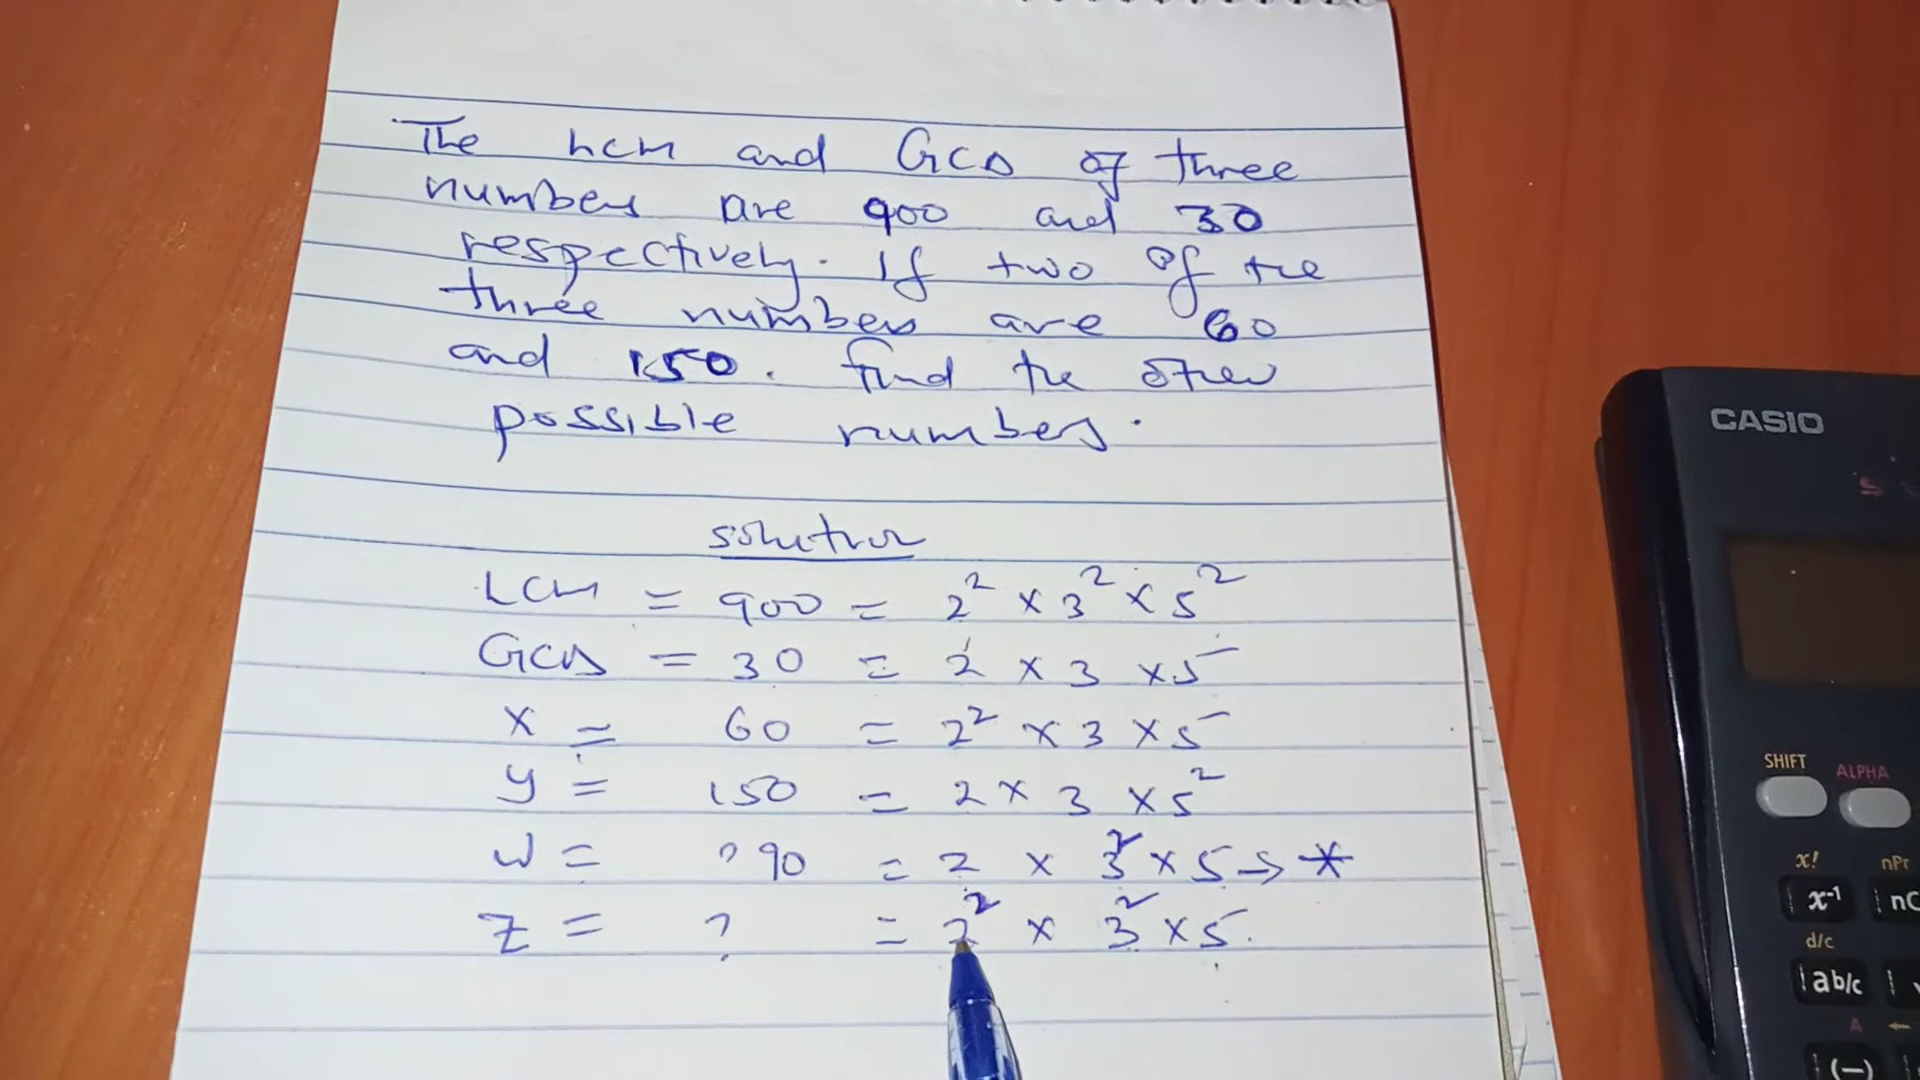 The LCM and GCD of three
numbers are 900 and 30
respectively. If two of the
three numbers are 60
and 150. find the other
possible numbers.
solution
LCM = 900 = 2² × 3² × 5²
GCD = 30 = 2 × 3 × 5
X = 60 = 2² × 3 × 5
y = 150 = 2 × 3 × 5²
W = ? 90 = 2 × 3² × 5 → *
Z = ? = 2² × 3² × 5
CASIO
SHIFT ALPHA
x! nPr
x⁻¹
d/c
ab/c
A
(−)